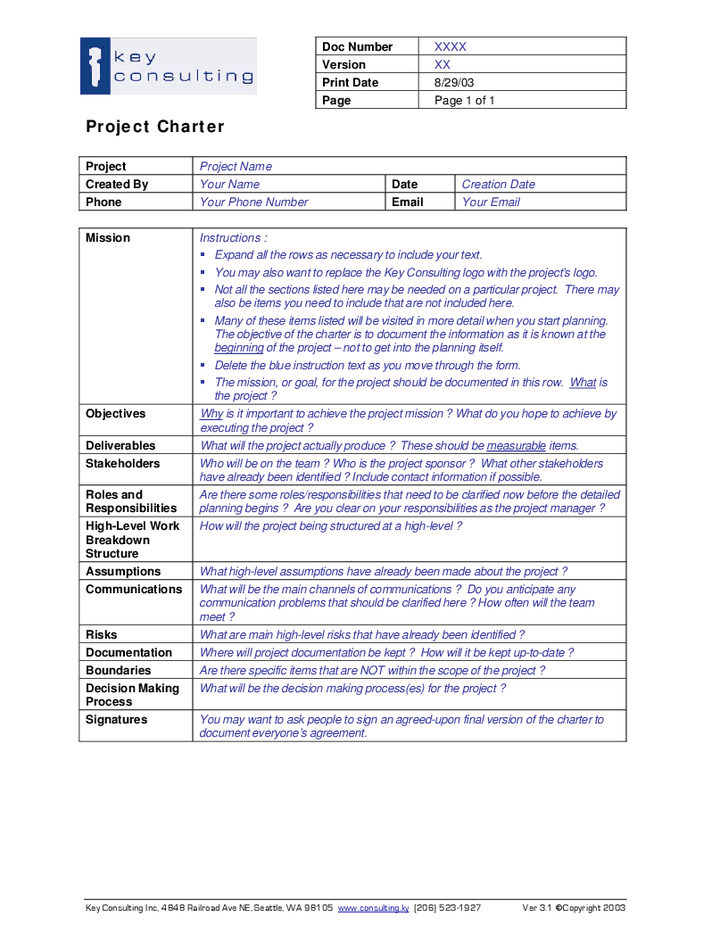 key
consulting
Doc Number XXXX
Version XX
Print Date 8/29/03
Page Page 1 of 1
Project Charter
Project Project Name
Created By Your Name Date Creation Date
Phone Your Phone Number Email Your Email
Mission Instructions :
▪ Expand all the rows as necessary to include your text.
▪ You may also want to replace the Key Consulting logo with the project's logo.
▪ Not all the sections listed here may be needed on a particular project. There may
also be items you need to include that are not included here.
▪ Many of these items listed will be visited in more detail when you start planning.
The objective of the charter is to document the information as it is known at the
beginning of the project – not to get into the planning itself.
▪ Delete the blue instruction text as you move through the form.
▪ The mission, or goal, for the project should be documented in this row. What is
the project ?
Objectives Why is it important to achieve the project mission ? What do you hope to achieve by
executing the project ?
Deliverables What will the project actually produce ? These should be measurable items.
Stakeholders Who will be on the team ? Who is the project sponsor ? What other stakeholders
have already been identified ? Include contact information if possible.
Roles and Are there some roles/responsibilities that need to be clarified now before the detailed
Responsibilities planning begins ? Are you clear on your responsibilities as the project manager ?
High-Level Work How will the project being structured at a high-level ?
Breakdown
Structure
Assumptions What high-level assumptions have already been made about the project ?
Communications What will be the main channels of communications ? Do you anticipate any
communication problems that should be clarified here ? How often will the team
meet ?
Risks What are main high-level risks that have already been identified ?
Documentation Where will project documentation be kept ? How will it be kept up-to-date ?
Boundaries Are there specific items that are NOT within the scope of the project ?
Decision Making What will be the decision making process(es) for the project ?
Process
Signatures You may want to ask people to sign an agreed-upon final version of the charter to
document everyone's agreement.
Key Consulting Inc, 4848 Railroad Ave NE, Seattle, WA 98105 www.consulting.ky (206) 523-1927 Ver 3.1 ©Copyright 2003